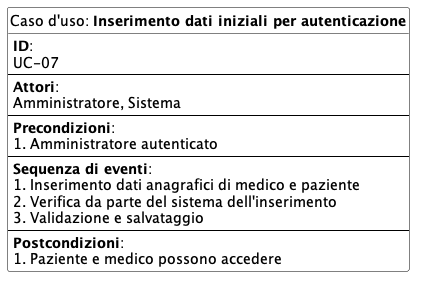 Caso d'uso: Inserimento dati iniziali per autenticazione
ID:
UC-07
Attori:
Amministratore, Sistema
Precondizioni:
1. Amministratore autenticato
Sequenza di eventi:
1. Inserimento dati anagrafici di medico e paziente
2. Verifica da parte del sistema dell'inserimento
3. Validazione e salvataggio
Postcondizioni:
1. Paziente e medico possono accedere